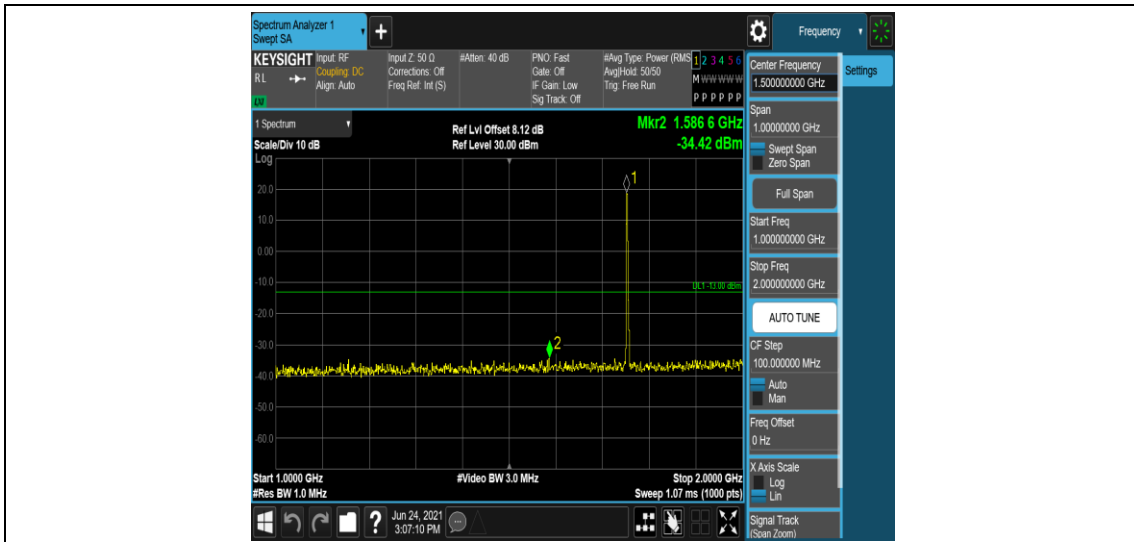 Spectrum Analyzer 1
Swept SA
+
Frequency
KEYSIGHT
RL
LXI
Input: RF
Coupling: DC
Align: Auto
Input Z: 50 Ω
Corrections: Off
Freq Ref: Int (S)
#Atten: 40 dB
PNO: Fast
Gate: Off
IF Gain: Low
Sig Track: Off
#Avg Type: Power (RMS
Avg|Hold: 50/50
Trig: Free Run
1 2 3 4 5 6
M W W W W W
P P P P P P
Center Frequency
1.500000000 GHz
Settings
Span
1.00000000 GHz
Swept Span
Zero Span
Full Span
Start Freq
1.000000000 GHz
Stop Freq
2.000000000 GHz
AUTO TUNE
CF Step
100.000000 MHz
Auto
Man
Freq Offset
0 Hz
X Axis Scale
Log
Lin
Signal Track
(Span Zoom)
1 Spectrum
Scale/Div 10 dB
Log
Ref Lvl Offset 8.12 dB
Ref Level 30.00 dBm
Mkr2 1.586 6 GHz
-34.42 dBm
1
20.0
10.0
0.00
-10.0
DL1 -13.00 dBm
-20.0
-30.0
2
-40.0
-50.0
-60.0
Start 1.0000 GHz
#Video BW 3.0 MHz
Stop 2.0000 GHz
#Res BW 1.0 MHz
Sweep 1.07 ms (1000 pts)
?
Jun 24, 2021
3:07:10 PM